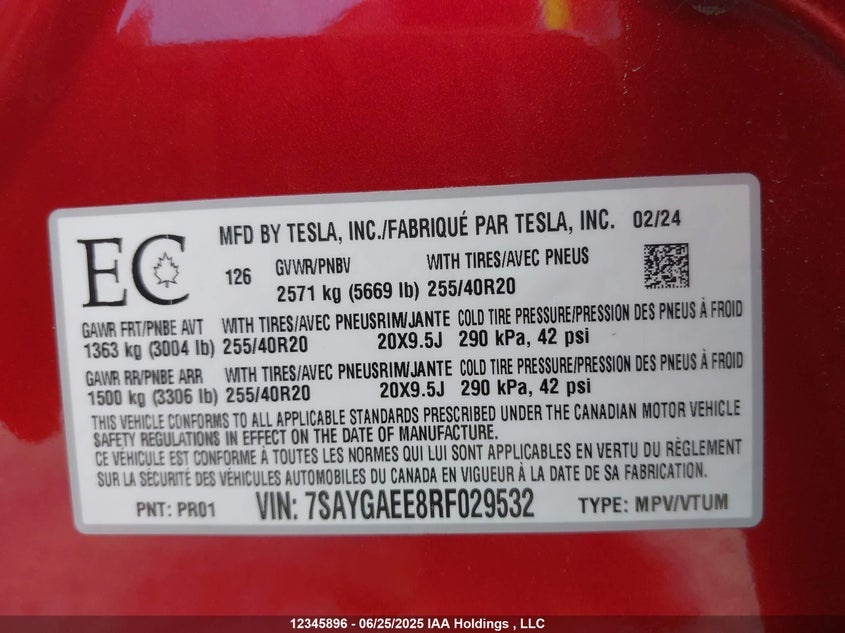 EC
MFD BY TESLA, INC./FABRIQUÉ PAR TESLA, INC. 02/24
126 GVWR/PNBV WITH TIRES/AVEC PNEUS
2571 kg (5669 lb) 255/40R20
GAWR FRT/PNBE AVT WITH TIRES/AVEC PNEUS RIM/JANTE COLD TIRE PRESSURE/PRESSION DES PNEUS À FROID
1363 kg (3004 lb) 255/40R20 20X9.5J 290 kPa, 42 psi
GAWR RR/PNBE ARR WITH TIRES/AVEC PNEUS RIM/JANTE COLD TIRE PRESSURE/PRESSION DES PNEUS À FROID
1500 kg (3306 lb) 255/40R20 20X9.5J 290 kPa, 42 psi
THIS VEHICLE CONFORMS TO ALL APPLICABLE STANDARDS PRESCRIBED UNDER THE CANADIAN MOTOR VEHICLE
SAFETY REGULATIONS IN EFFECT ON THE DATE OF MANUFACTURE.
CE VÉHICULE EST CONFORME À TOUTES LES NORMES QUI LUI SONT APPLICABLES EN VERTU DU RÈGLEMENT
SUR LA SÉCURITÉ DES VÉHICULES AUTOMOBILES DU CANADA EN VIGUEUR À LA DATE DE SA FABRICATION.
PNT: PR01 VIN: 7SAYGAEE8RF029532 TYPE: MPV/VTUM
12345896 - 06/25/2025 IAA Holdings , LLC